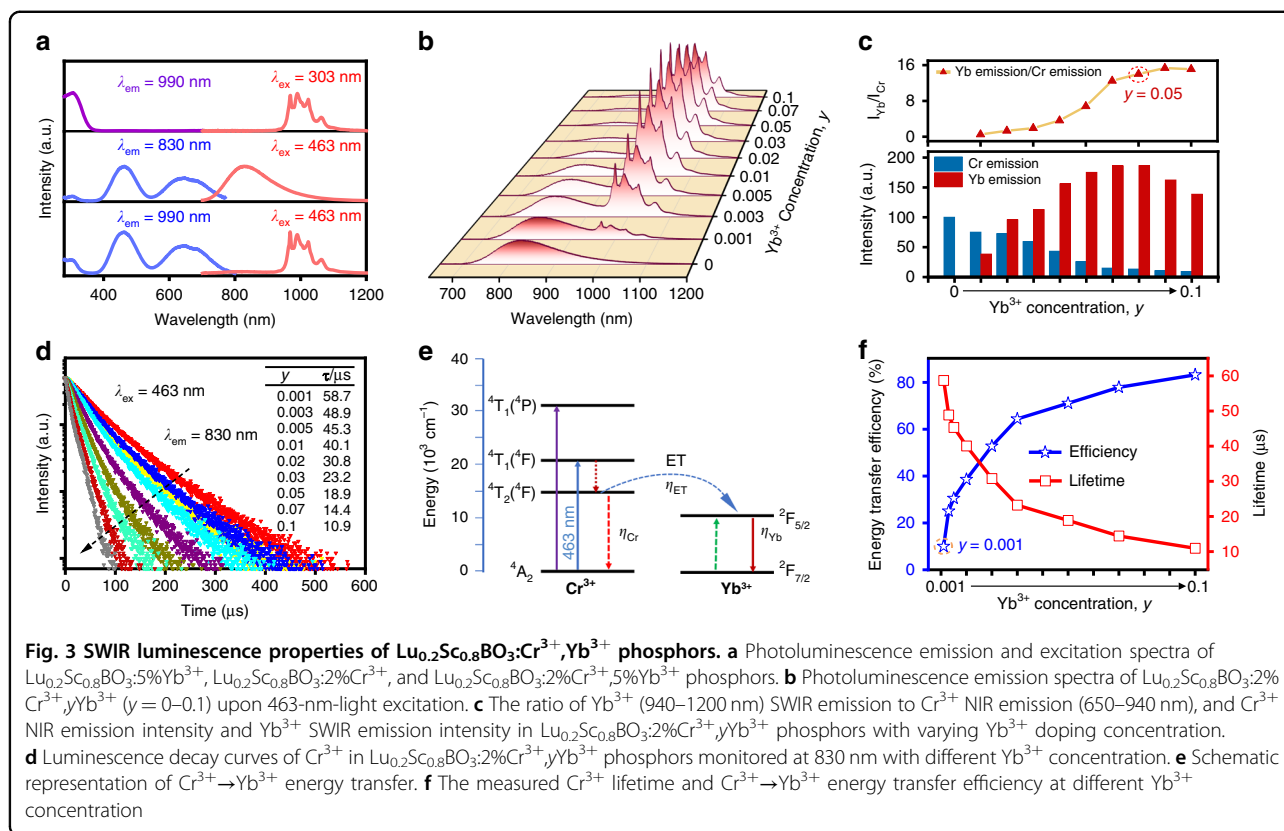 a
λem = 990 nm
λex = 303 nm
λem = 830 nm
λex = 463 nm
λem = 990 nm
λex = 463 nm
Intensity (a.u.)
400 600 800 1000 1200
Wavelength (nm)
b
0.1
0.07
0.05
0.03
0.02
0.01
0.005
0.003
0.001
0
Yb3+ Concentration, y
700 800 900 1000 1100 1200
Wavelength (nm)
c
16
8
0
IYb/ICr
Yb emission/Cr emission
y = 0.05
200
150
100
50
0
Intensity (a.u.)
Cr emission
Yb emission
0 0.1
Yb3+ concentration, y
d
λex = 463 nm
λem = 830 nm
y τ/μs
0.001 58.7
0.003 48.9
0.005 45.3
0.01 40.1
0.02 30.8
0.03 23.2
0.05 18.9
0.07 14.4
0.1 10.9
Intensity (a.u.)
0 100 200 300 400 500 600
Time (μs)
e
40
30
20
10
0
Energy (10³ cm⁻¹)
4T1(4P)
4T1(4F)
4T2(4F)
4A2
463 nm
ET
ηET
ηCr
ηYb
2F5/2
2F7/2
Cr3+
Yb3+
f
80
60
40
20
0
Energy transfer efficency (%)
Efficiency
Lifetime
y = 0.001
60
50
40
30
20
10
Lifetime (μs)
0.001 0.1
Yb3+ concentration, y
Fig. 3 SWIR luminescence properties of Lu0.2Sc0.8BO3:Cr3+,Yb3+ phosphors. a Photoluminescence emission and excitation spectra of
Lu0.2Sc0.8BO3:5%Yb3+, Lu0.2Sc0.8BO3:2%Cr3+, and Lu0.2Sc0.8BO3:2%Cr3+,5%Yb3+ phosphors. b Photoluminescence emission spectra of Lu0.2Sc0.8BO3:2%
Cr3+,yYb3+ (y = 0–0.1) upon 463-nm-light excitation. c The ratio of Yb3+ (940–1200 nm) SWIR emission to Cr3+ NIR emission (650–940 nm), and Cr3+
NIR emission intensity and Yb3+ SWIR emission intensity in Lu0.2Sc0.8BO3:2%Cr3+,yYb3+ phosphors with varying Yb3+ doping concentration.
d Luminescence decay curves of Cr3+ in Lu0.2Sc0.8BO3:2%Cr3+,yYb3+ phosphors monitored at 830 nm with different Yb3+ concentration. e Schematic
representation of Cr3+→Yb3+ energy transfer. f The measured Cr3+ lifetime and Cr3+→Yb3+ energy transfer efficiency at different Yb3+
concentration